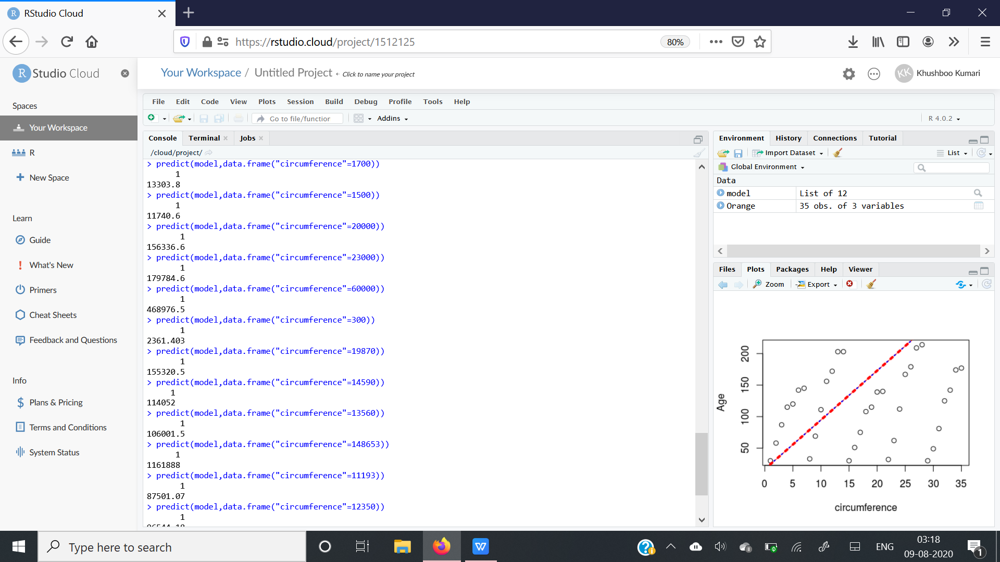 RStudio Cloud
https://rstudio.cloud/project/1512125
80%
R Studio Cloud
Your Workspace / Untitled Project
Click to name your project
KK
Khushboo Kumari
Spaces
Your Workspace
R
New Space
Learn
Guide
What's New
Primers
Cheat Sheets
Feedback and Questions
Info
Plans & Pricing
Terms and Conditions
System Status
File Edit Code View Plots Session Build Debug Profile Tools Help
Go to file/function
Addins
R 4.0.2
Console Terminal Jobs
/cloud/project/
> predict(model,data.frame("circumference"=1700))
1
13303.8
> predict(model,data.frame("circumference"=1500))
1
11740.6
> predict(model,data.frame("circumference"=20000))
1
156336.6
> predict(model,data.frame("circumference"=23000))
1
179784.6
> predict(model,data.frame("circumference"=60000))
1
468976.5
> predict(model,data.frame("circumference"=300))
1
2361.403
> predict(model,data.frame("circumference"=19870))
1
155320.5
> predict(model,data.frame("circumference"=14590))
1
114052
> predict(model,data.frame("circumference"=13560))
1
106001.5
> predict(model,data.frame("circumference"=148653))
1
1161888
> predict(model,data.frame("circumference"=11193))
1
87501.07
> predict(model,data.frame("circumference"=12350))
1
Environment History Connections Tutorial
Import Dataset
List
Global Environment
Data
model List of 12
Orange 35 obs. of 3 variables
Files Plots Packages Help Viewer
Zoom Export
Age
200
150
100
50
0 5 10 15 20 25 30 35
circumference
Type here to search
ENG
03:18
09-08-2020
1